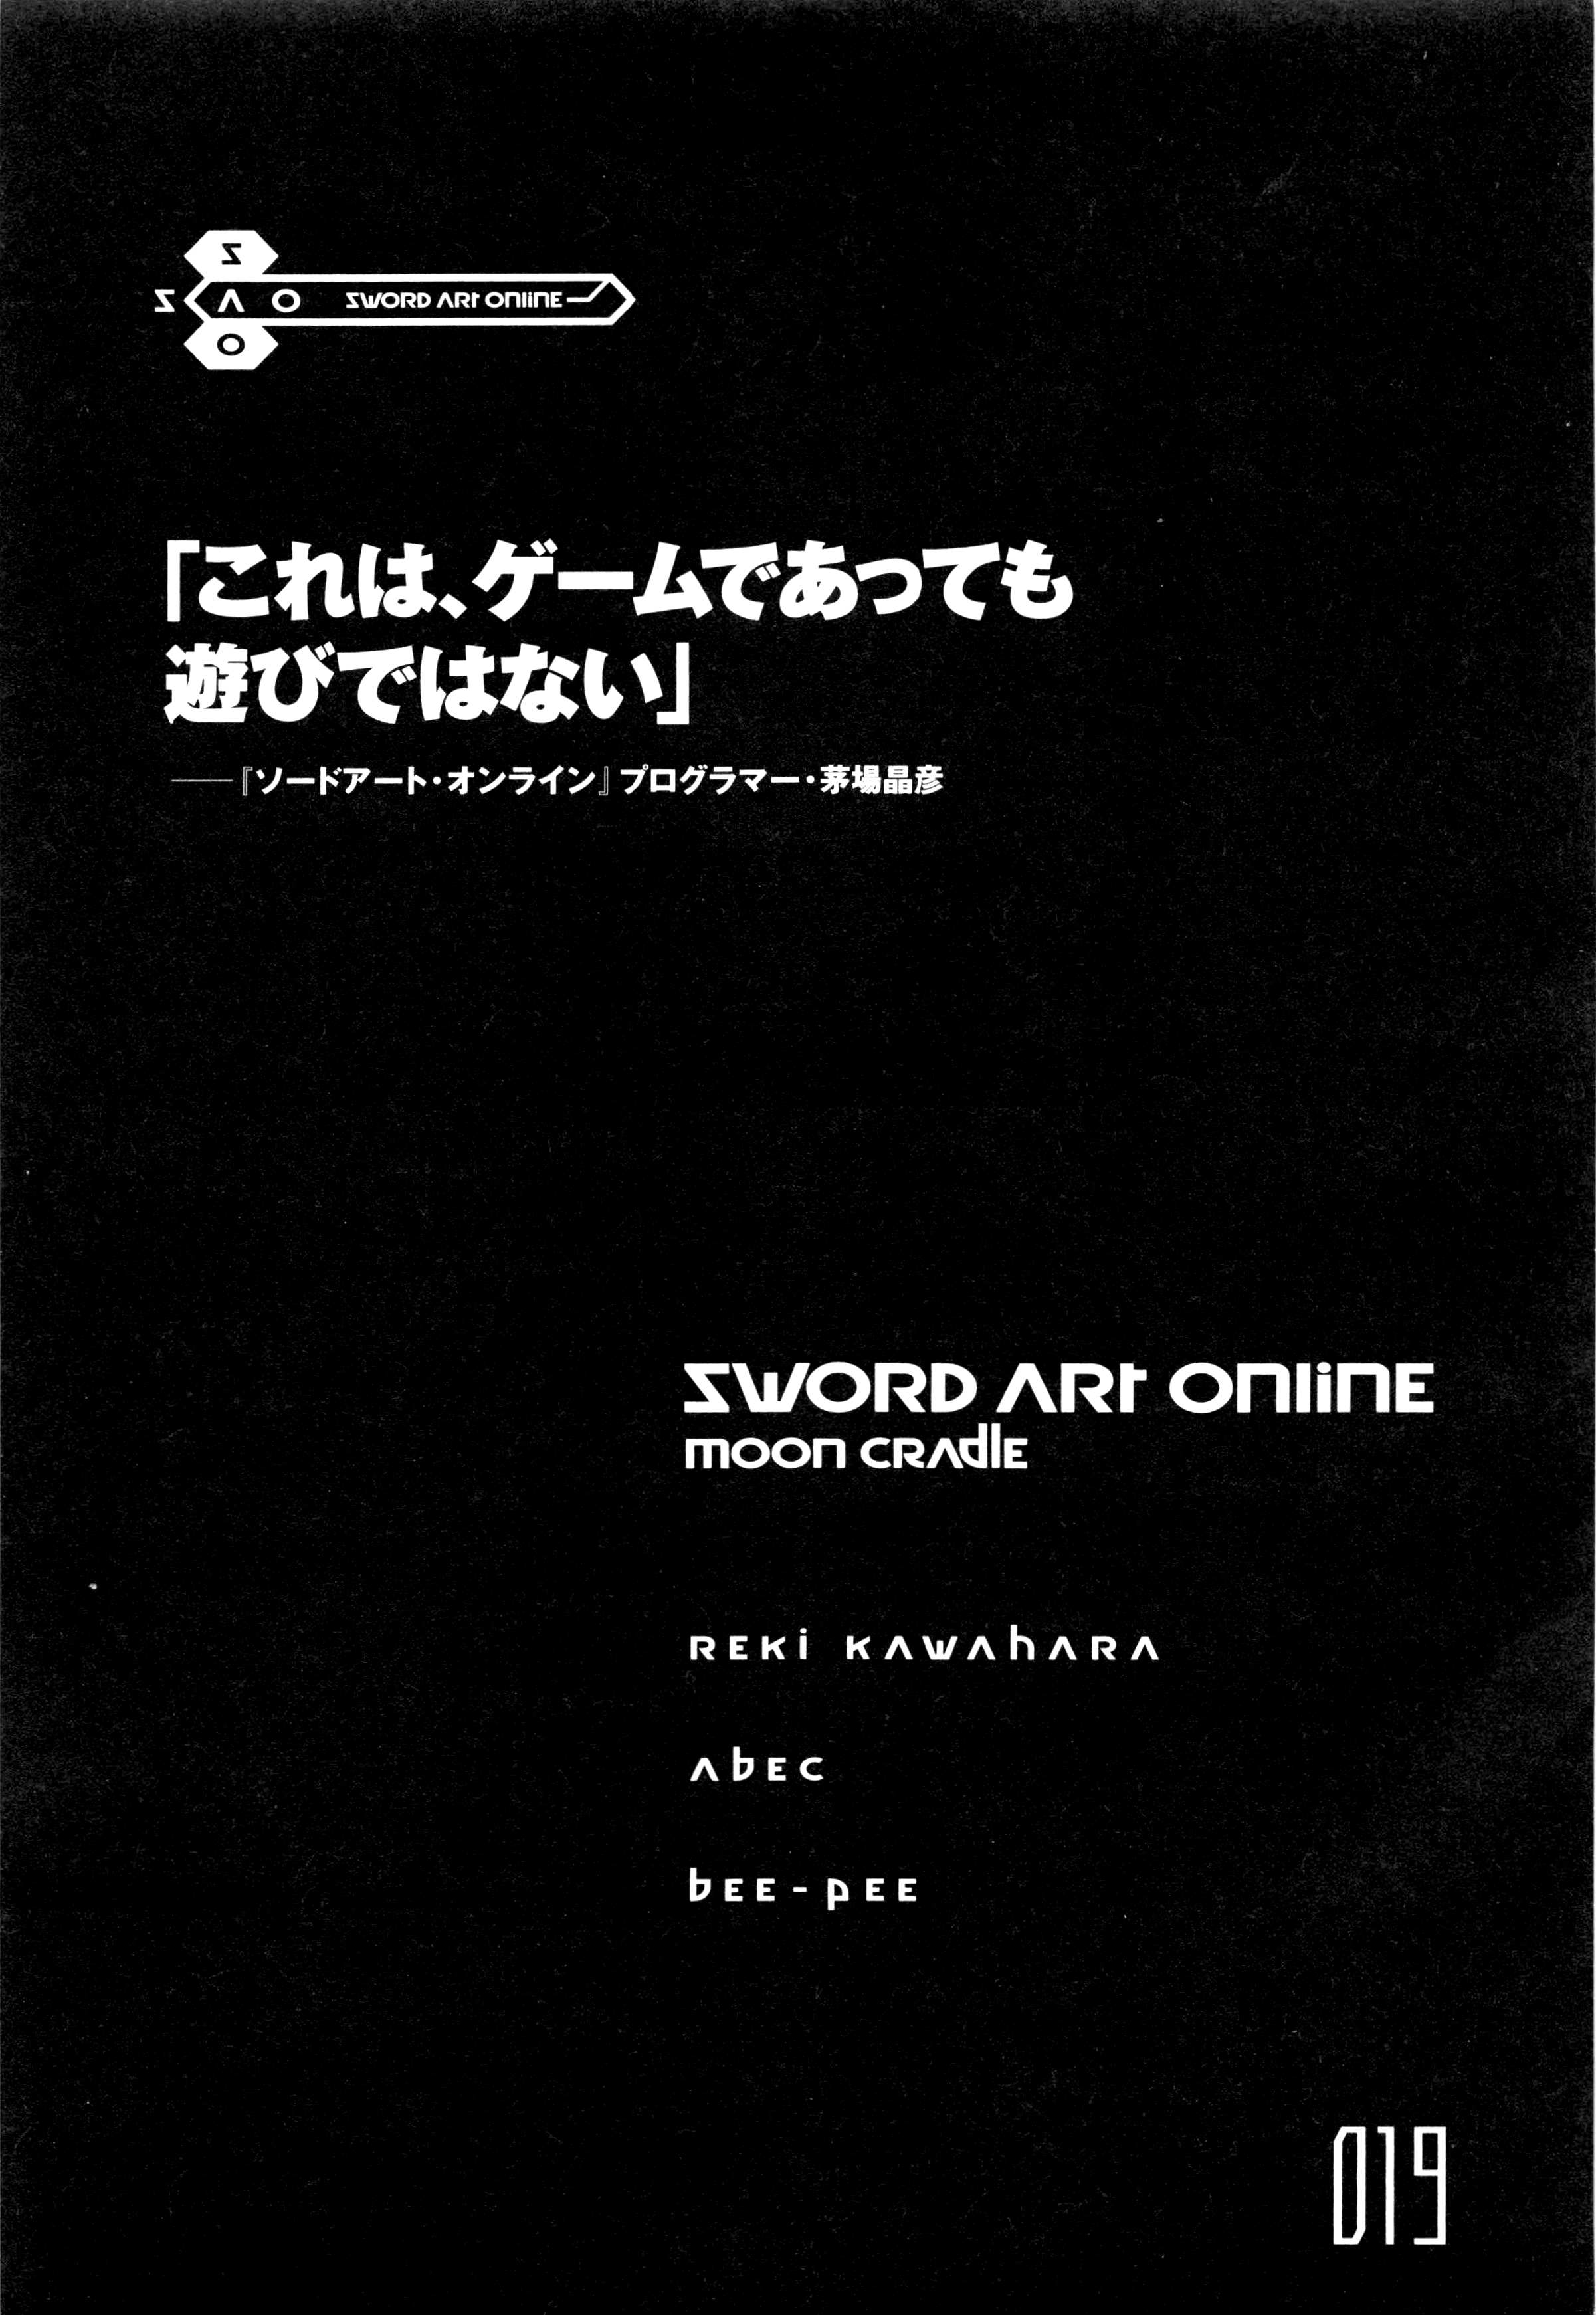 S
S A O SWORD ART ONLINE
O
「これは、ゲームであっても
遊びではない」
──『ソードアート・オンライン』プログラマー・茅場晶彦
SWORD ART ONLINE
MOON CRADLE
REKI KAWAHARA
ABEC
BEE-PEE
019